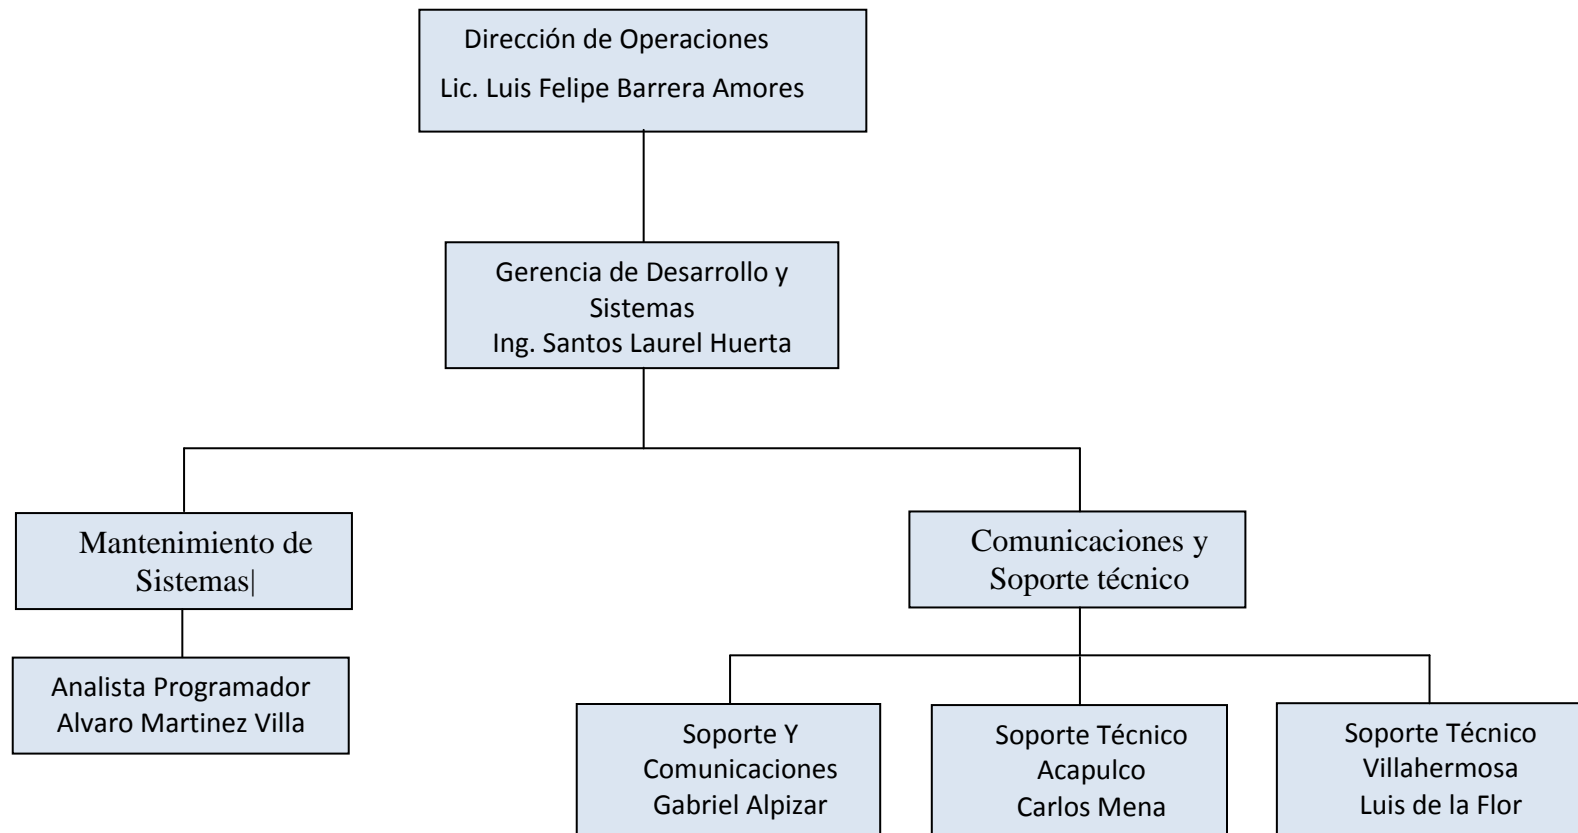 Dirección de Operaciones
Lic. Luis Felipe Barrera Amores
Gerencia de Desarrollo y
Sistemas
Ing. Santos Laurel Huerta
Mantenimiento de
Sistemas|
Comunicaciones y
Soporte técnico
Analista Programador
Alvaro Martinez Villa
Soporte Y
Comunicaciones
Gabriel Alpizar
Soporte Técnico
Acapulco
Carlos Mena
Soporte Técnico
Villahermosa
Luis de la Flor